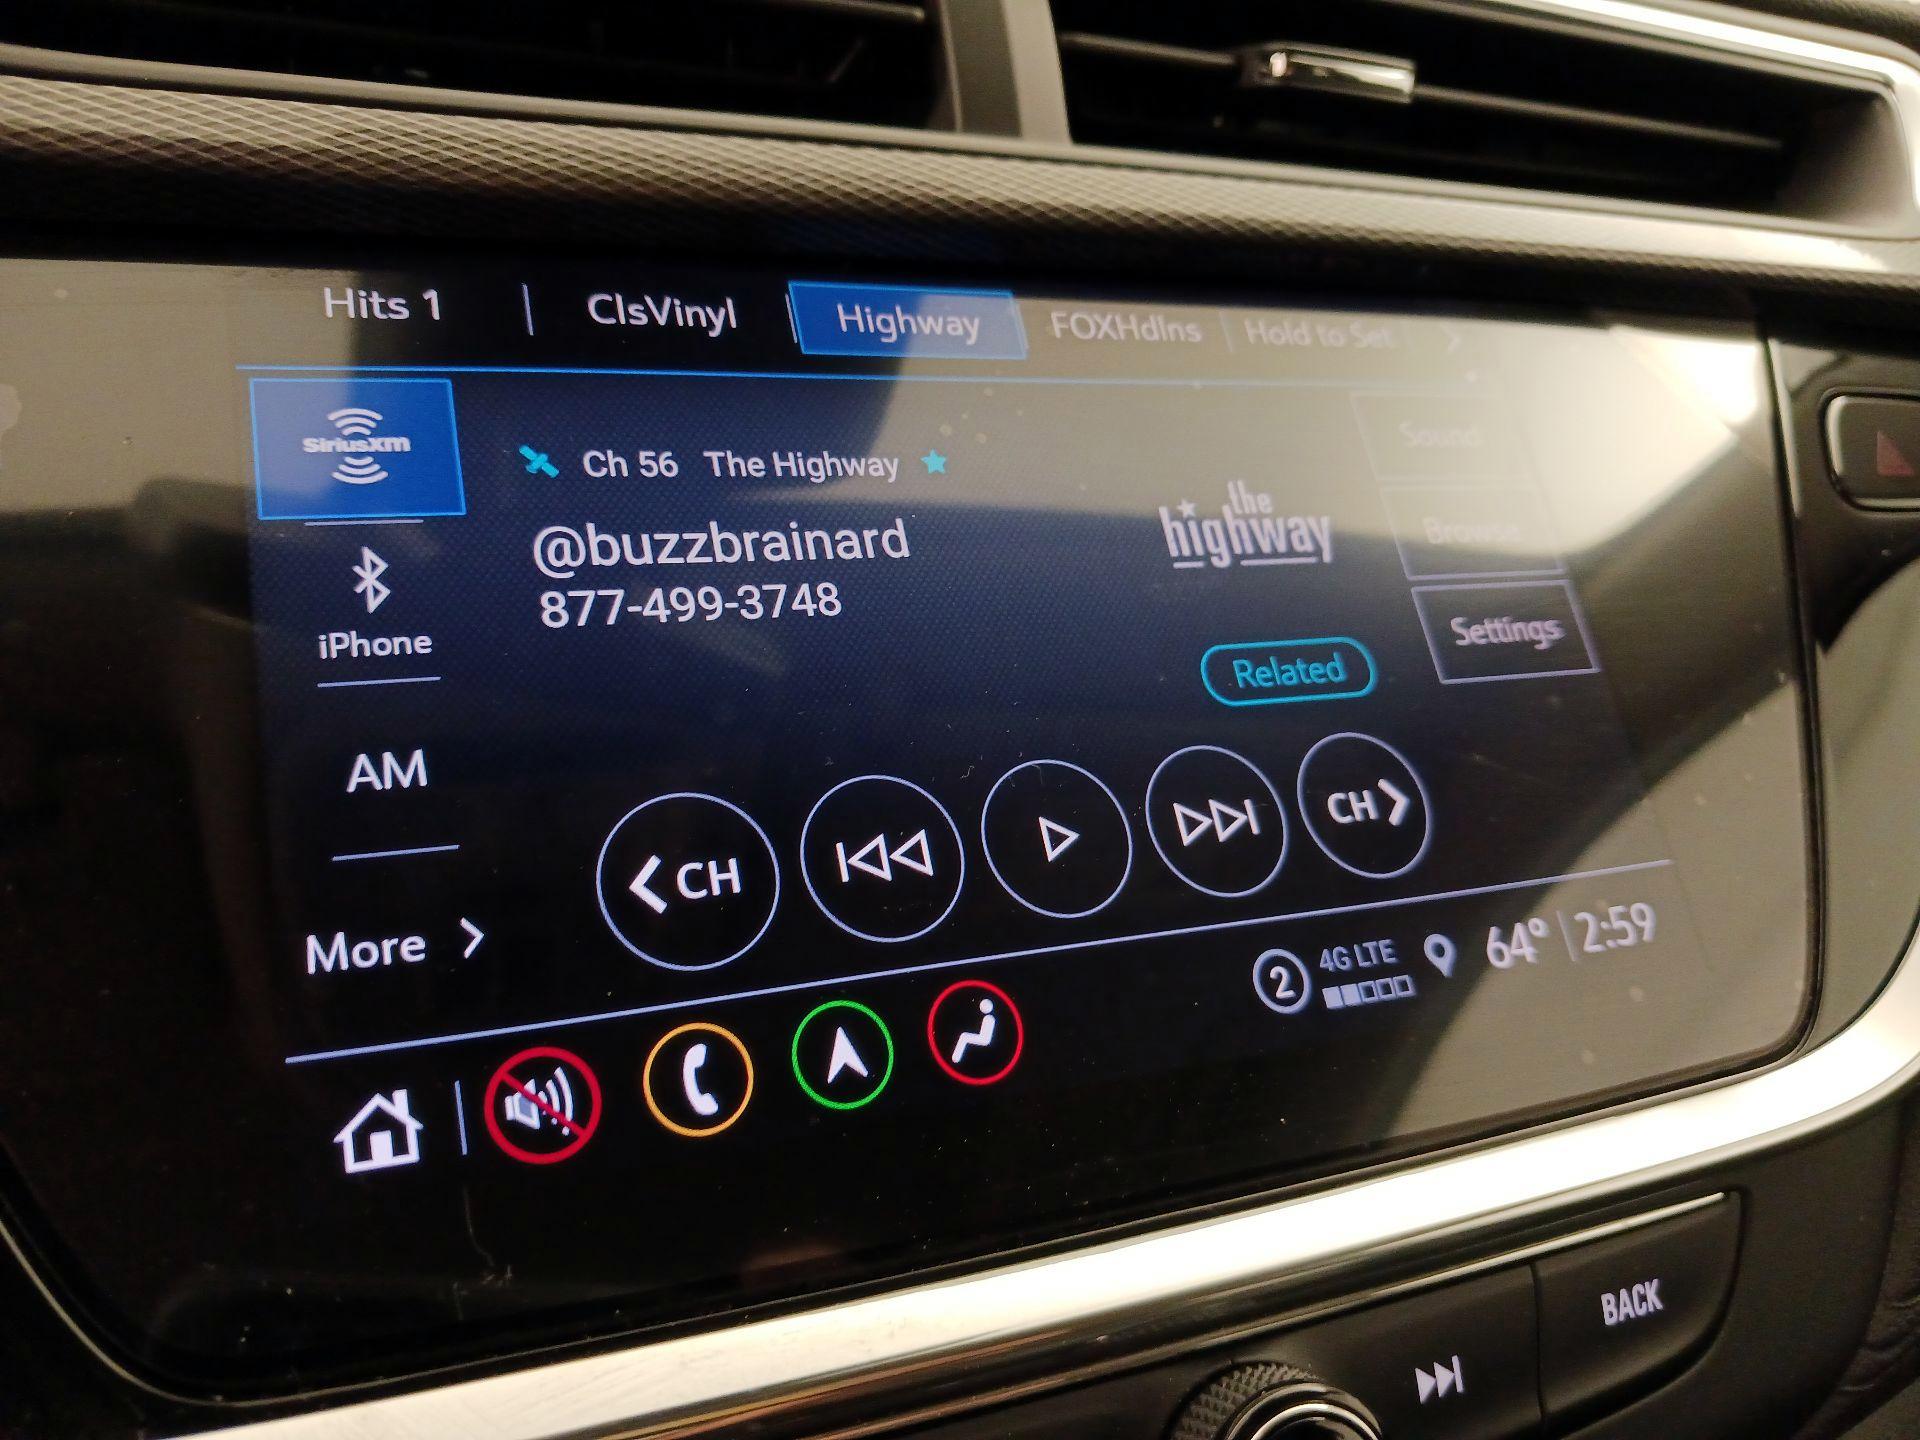 Hits 1 | ClsVinyl | Highway FOXHdlns | Hold to Set >
SiriusXM
Ch 56 The Highway
Sound
@buzzbrainard
the highway
Browse
877-499-3748
iPhone
Settings
Related
AM
< CH
CH >
More >
2 4G LTE 64° | 2:59
BACK